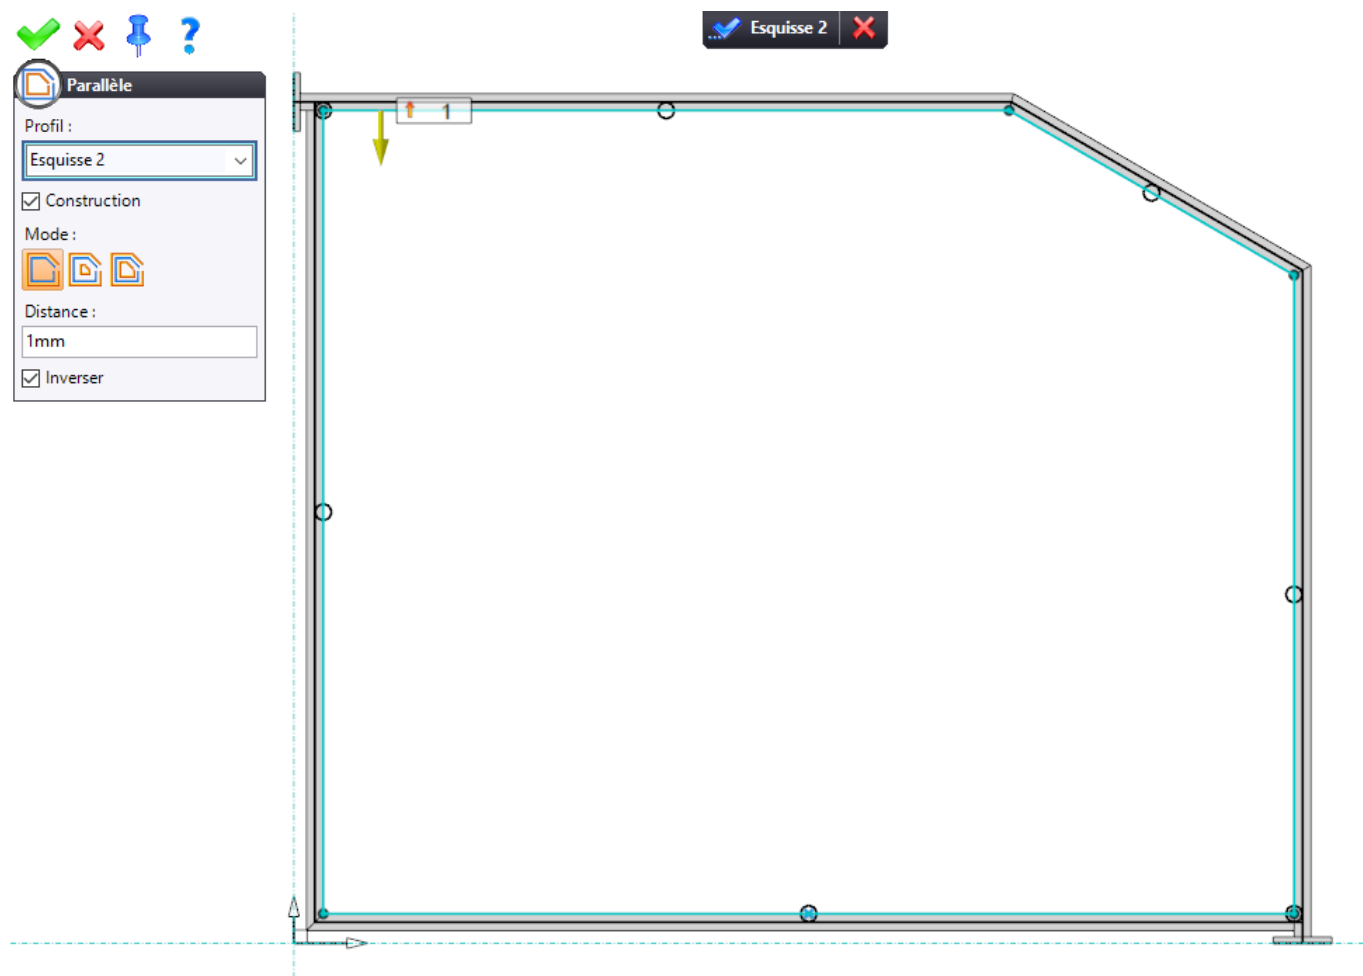 Esquisse 2
Parallèle
Profil :
Esquisse 2
Construction
Mode :
Distance :
1mm
Inverser
1